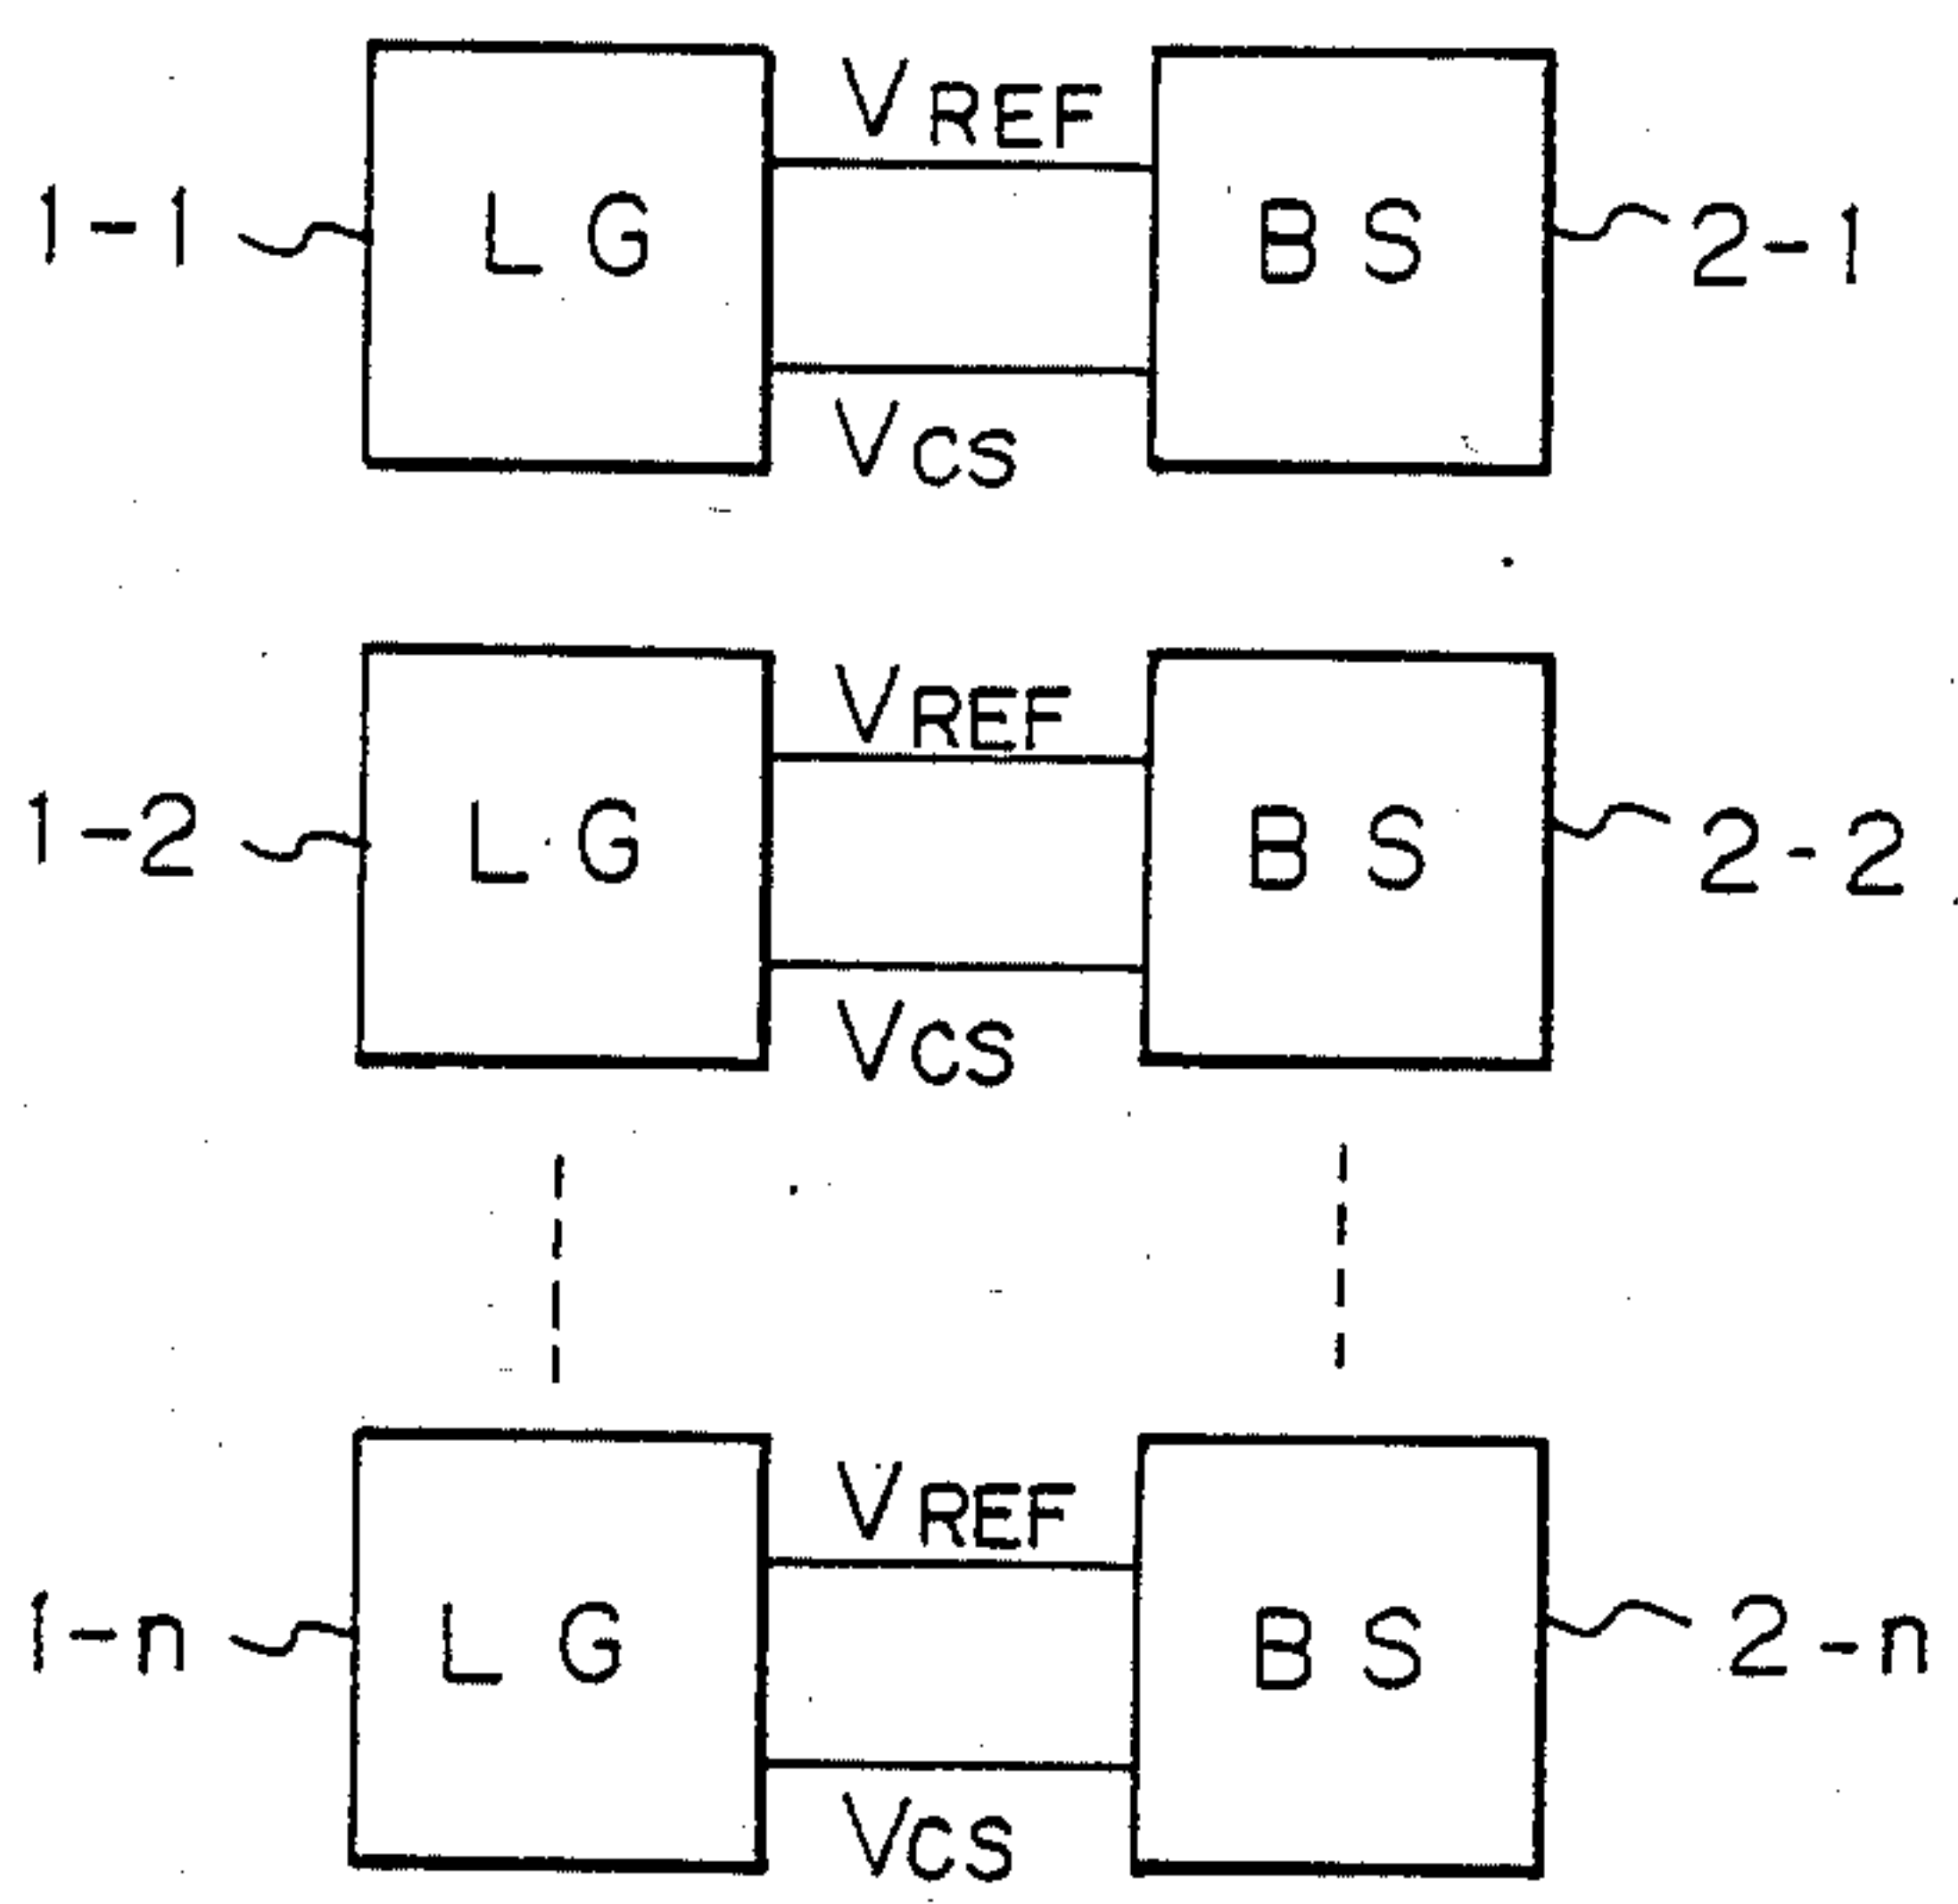 VREF
1-1 LG BS 2-1
VCS
VREF
1-2 LG BS 2-2
VCS
VREF
1-n LG BS 2-n
VCS